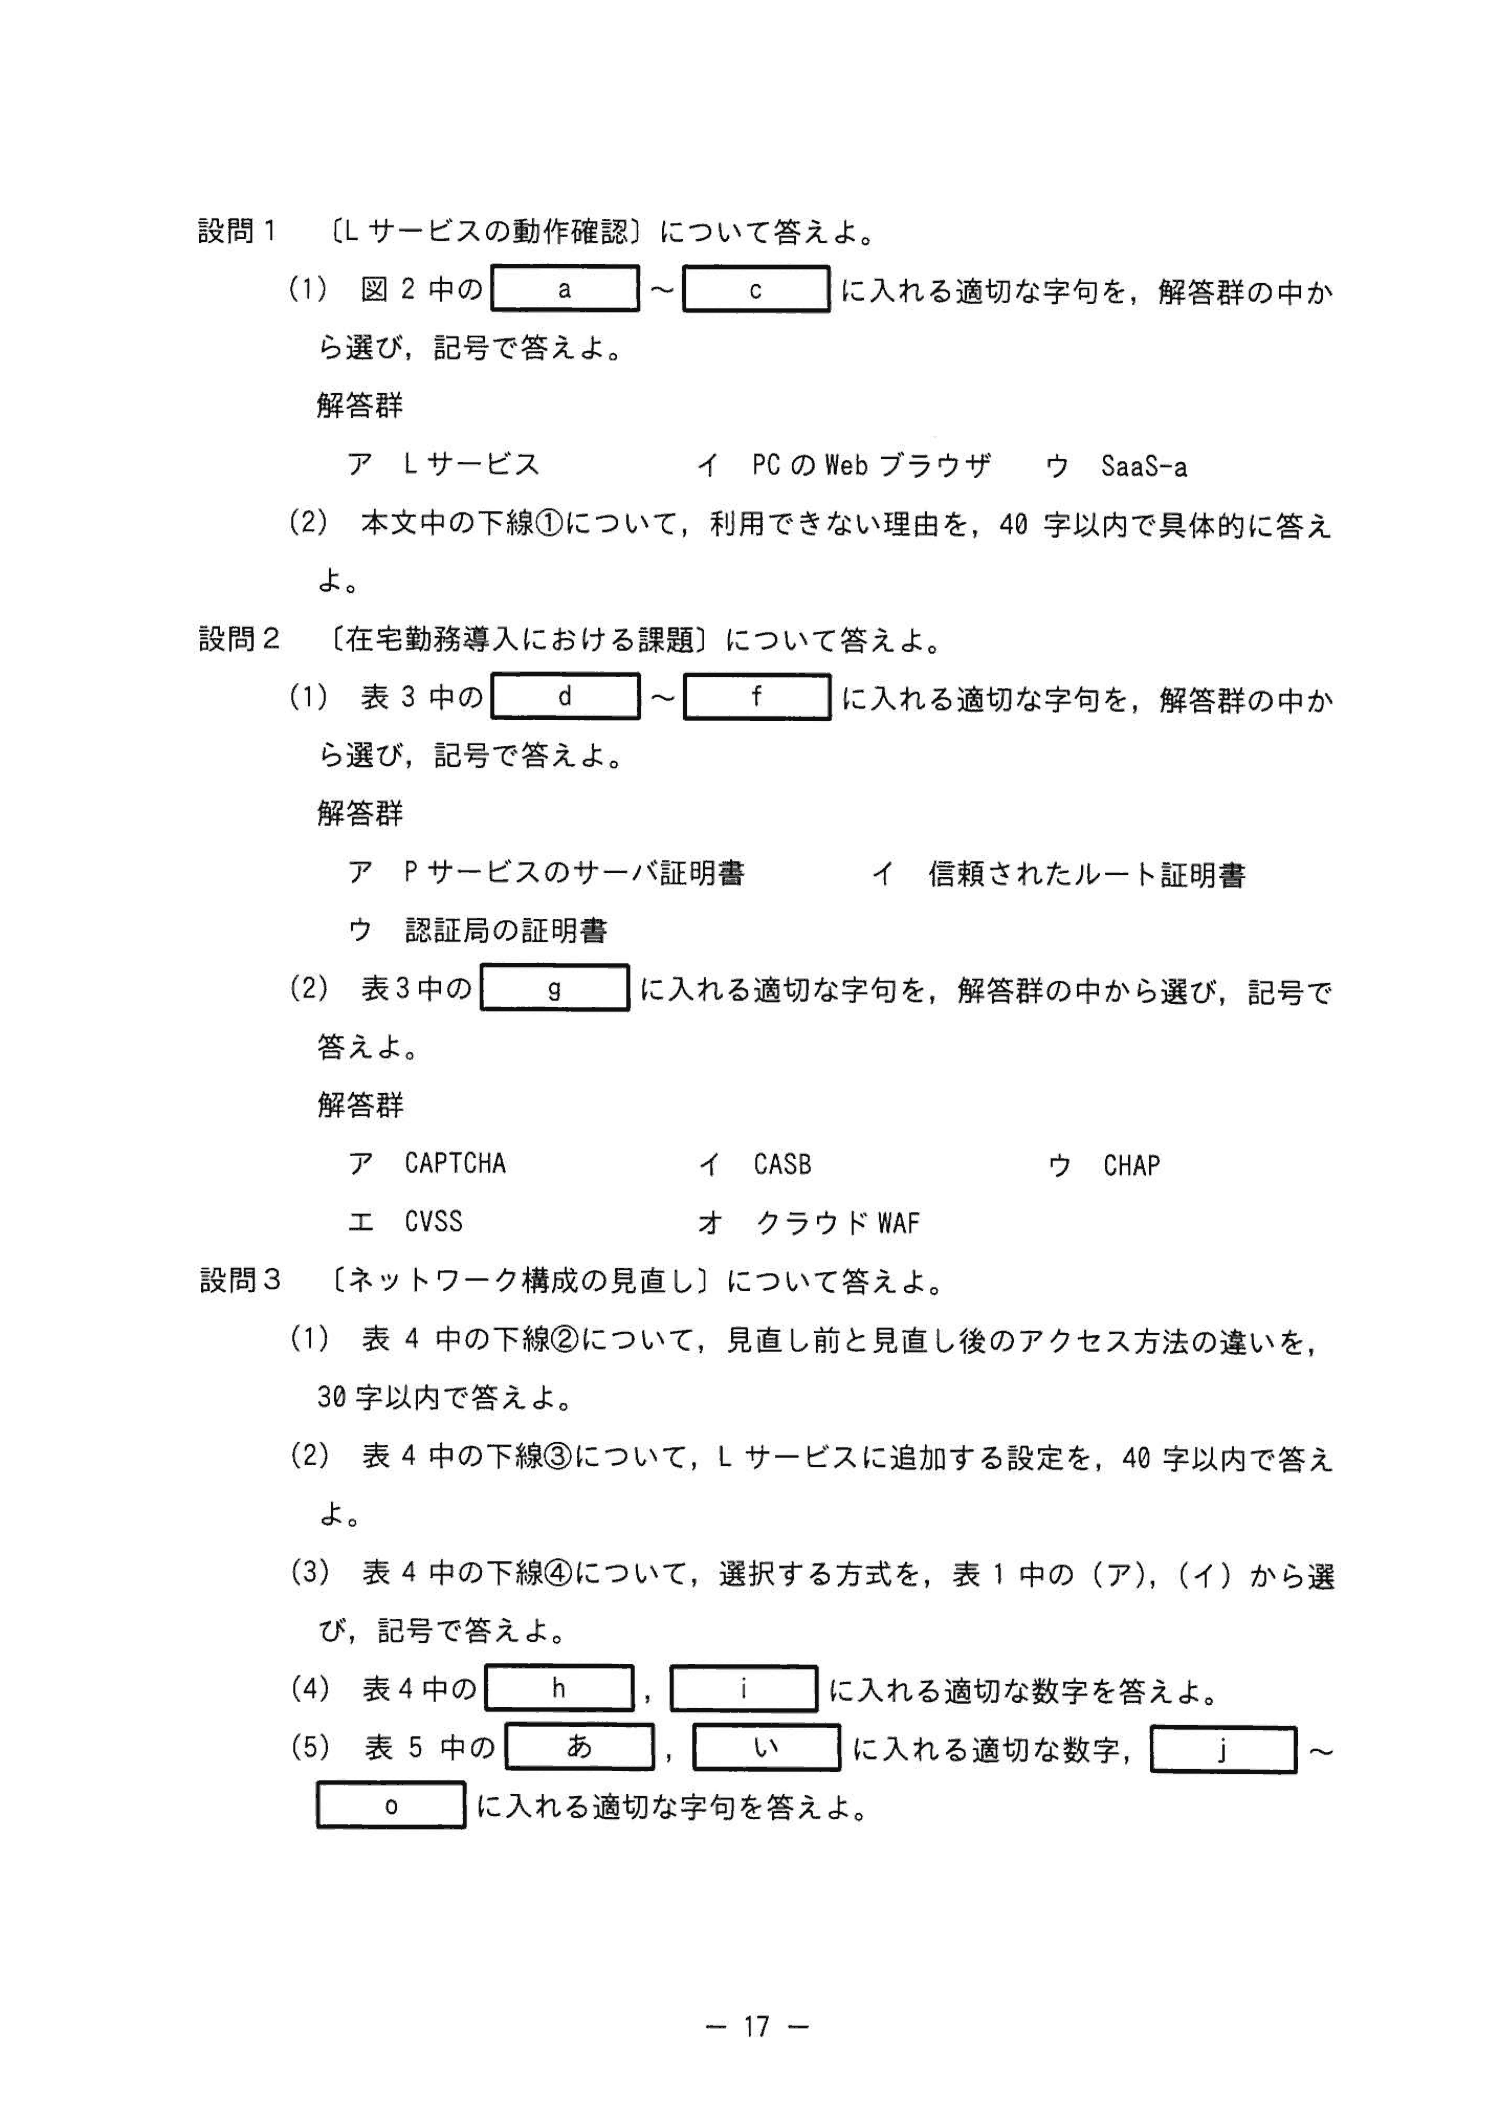 設問1 〔L サービスの動作確認〕について答えよ。
(1) 図 2 中の a ～ c に入れる適切な字句を，解答群の中か
ら選び，記号で答えよ。
解答群
ア L サービス イ PC の Web ブラウザ ウ SaaS-a
(2) 本文中の下線①について，利用できない理由を，40 字以内で具体的に答え
よ。
設問2 〔在宅勤務導入における課題〕について答えよ。
(1) 表 3 中の d ～ f に入れる適切な字句を，解答群の中か
ら選び，記号で答えよ。
解答群
ア P サービスのサーバ証明書 イ 信頼されたルート証明書
ウ 認証局の証明書
(2) 表3中の g に入れる適切な字句を，解答群の中から選び，記号で
答えよ。
解答群
ア CAPTCHA イ CASB ウ CHAP
エ CVSS オ クラウド WAF
設問3 〔ネットワーク構成の見直し〕について答えよ。
(1) 表 4 中の下線②について，見直し前と見直し後のアクセス方法の違いを，
30 字以内で答えよ。
(2) 表 4 中の下線③について，L サービスに追加する設定を，40 字以内で答え
よ。
(3) 表 4 中の下線④について，選択する方式を，表 1 中の（ア），（イ）から選
び，記号で答えよ。
(4) 表4中の h ， i に入れる適切な数字を答えよ。
(5) 表 5 中の あ ， い に入れる適切な数字， j ～
o に入れる適切な字句を答えよ。
－ 17 －